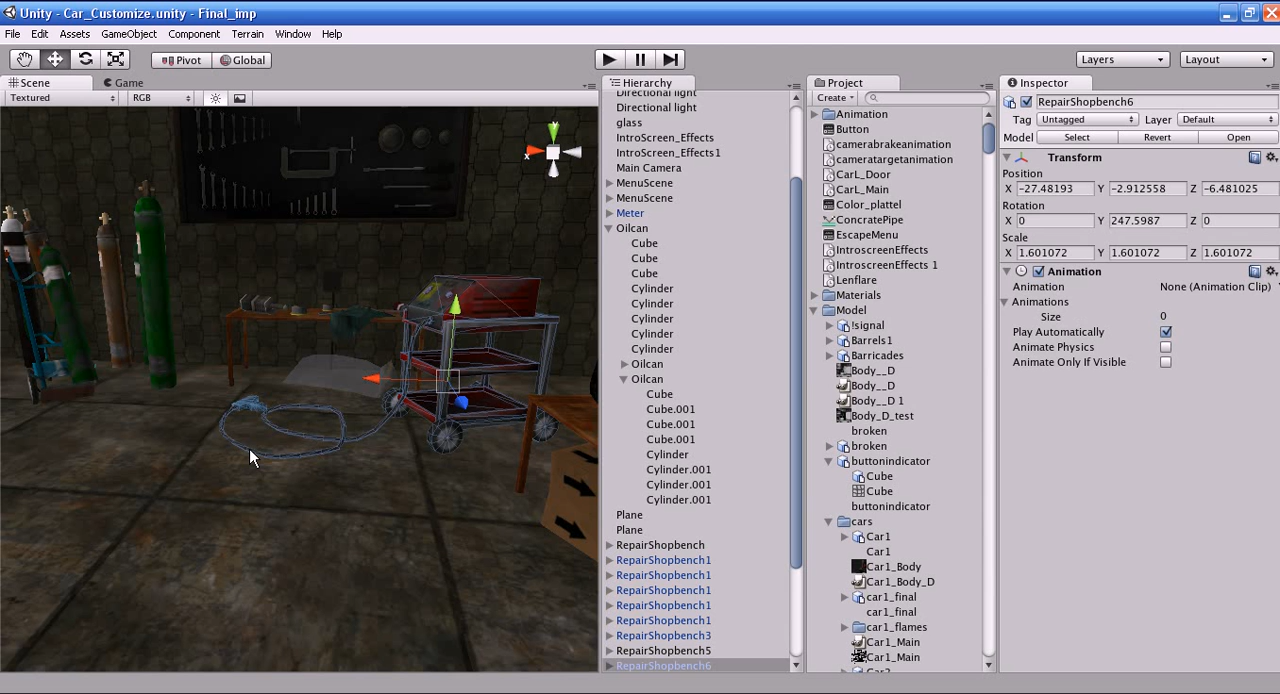 Unity - Car_Customize.unity - Final_imp
File Edit Assets GameObject Component Terrain Window Help
Pivot Global Layers Layout
Scene Game
Textured RGB
Hierarchy
Directional light
Directional light
glass
IntroScreen_Effects
IntroScreen_Effects1
Main Camera
MenuScene
MenuScene
Meter
Oilcan
Cube
Cube
Cube
Cylinder
Cylinder
Cylinder
Cylinder
Cylinder
Oilcan
Oilcan
Cube
Cube.001
Cube.001
Cube.001
Cylinder
Cylinder.001
Cylinder.001
Cylinder.001
Plane
Plane
RepairShopbench
RepairShopbench1
RepairShopbench1
RepairShopbench1
RepairShopbench1
RepairShopbench1
RepairShopbench3
RepairShopbench5
RepairShopbench6
Project
Create
Animation
Button
camerabrakeanimation
cameratargetanimation
CarL_Door
CarL_Main
Color_plattel
ConcratePipe
EscapeMenu
IntroscreenEffects
IntroscreenEffects 1
Lenflare
Materials
Model
!signal
Barrels1
Barricades
Body__D
Body__D
Body__D 1
Body_D_test
broken
broken
buttonindicator
Cube
Cube
buttonindicator
cars
Car1
Car1
Car1_Body
Car1_Body_D
car1_final
car1_final
car1_flames
Car1_Main
Car1_Main
Inspector
RepairShopbench6
Tag Untagged Layer Default
Model Select Revert Open
Transform
Position
X -27.48193 Y -2.912558 Z -6.481025
Rotation
X 0 Y 247.5987 Z 0
Scale
X 1.601072 Y 1.601072 Z 1.601072
Animation
Animation None (Animation Clip)
Animations
Size 0
Play Automatically
Animate Physics
Animate Only If Visible